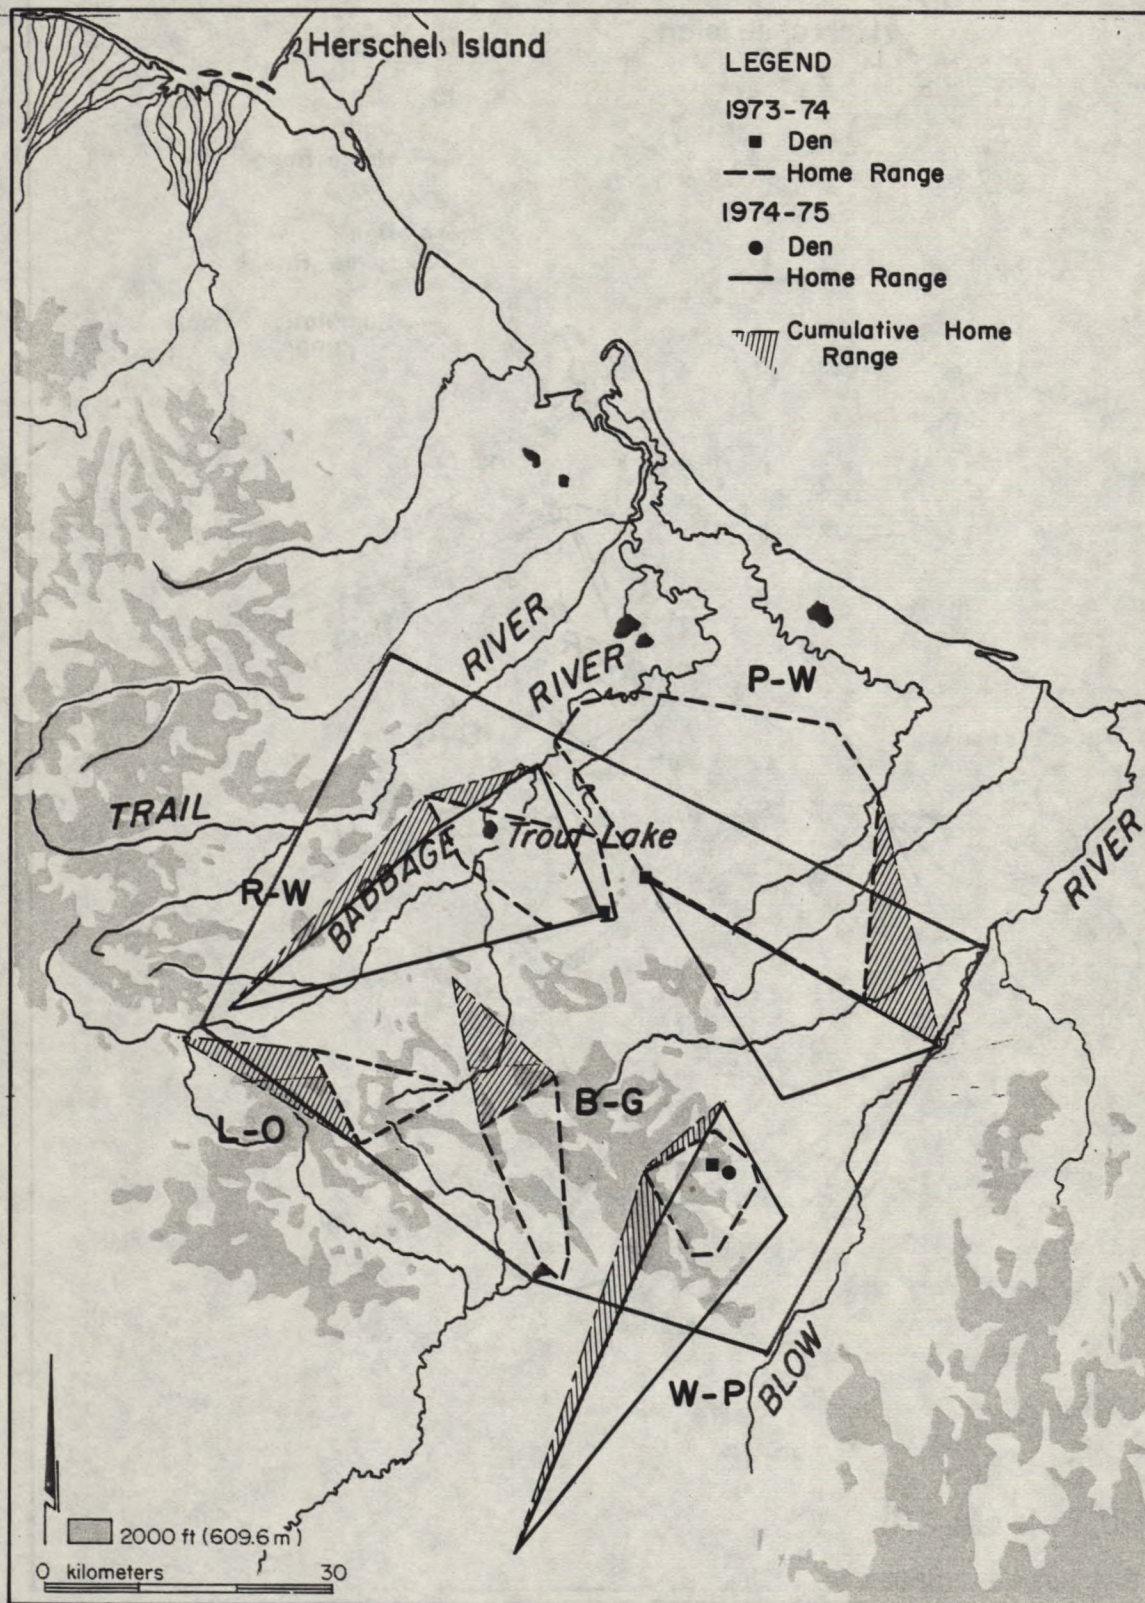 Herschel Island
LEGEND
1973-74
Den
Home Range
1974-75
Den
Home Range
Cumulative Home
Range
RIVER
RIVER
P-W
TRAIL
Trout Lake
BABBAGE
R-W
RIVER
B-G
L-O
W-P
BLOW
2000 ft (609.6 m)
0 kilometers 30